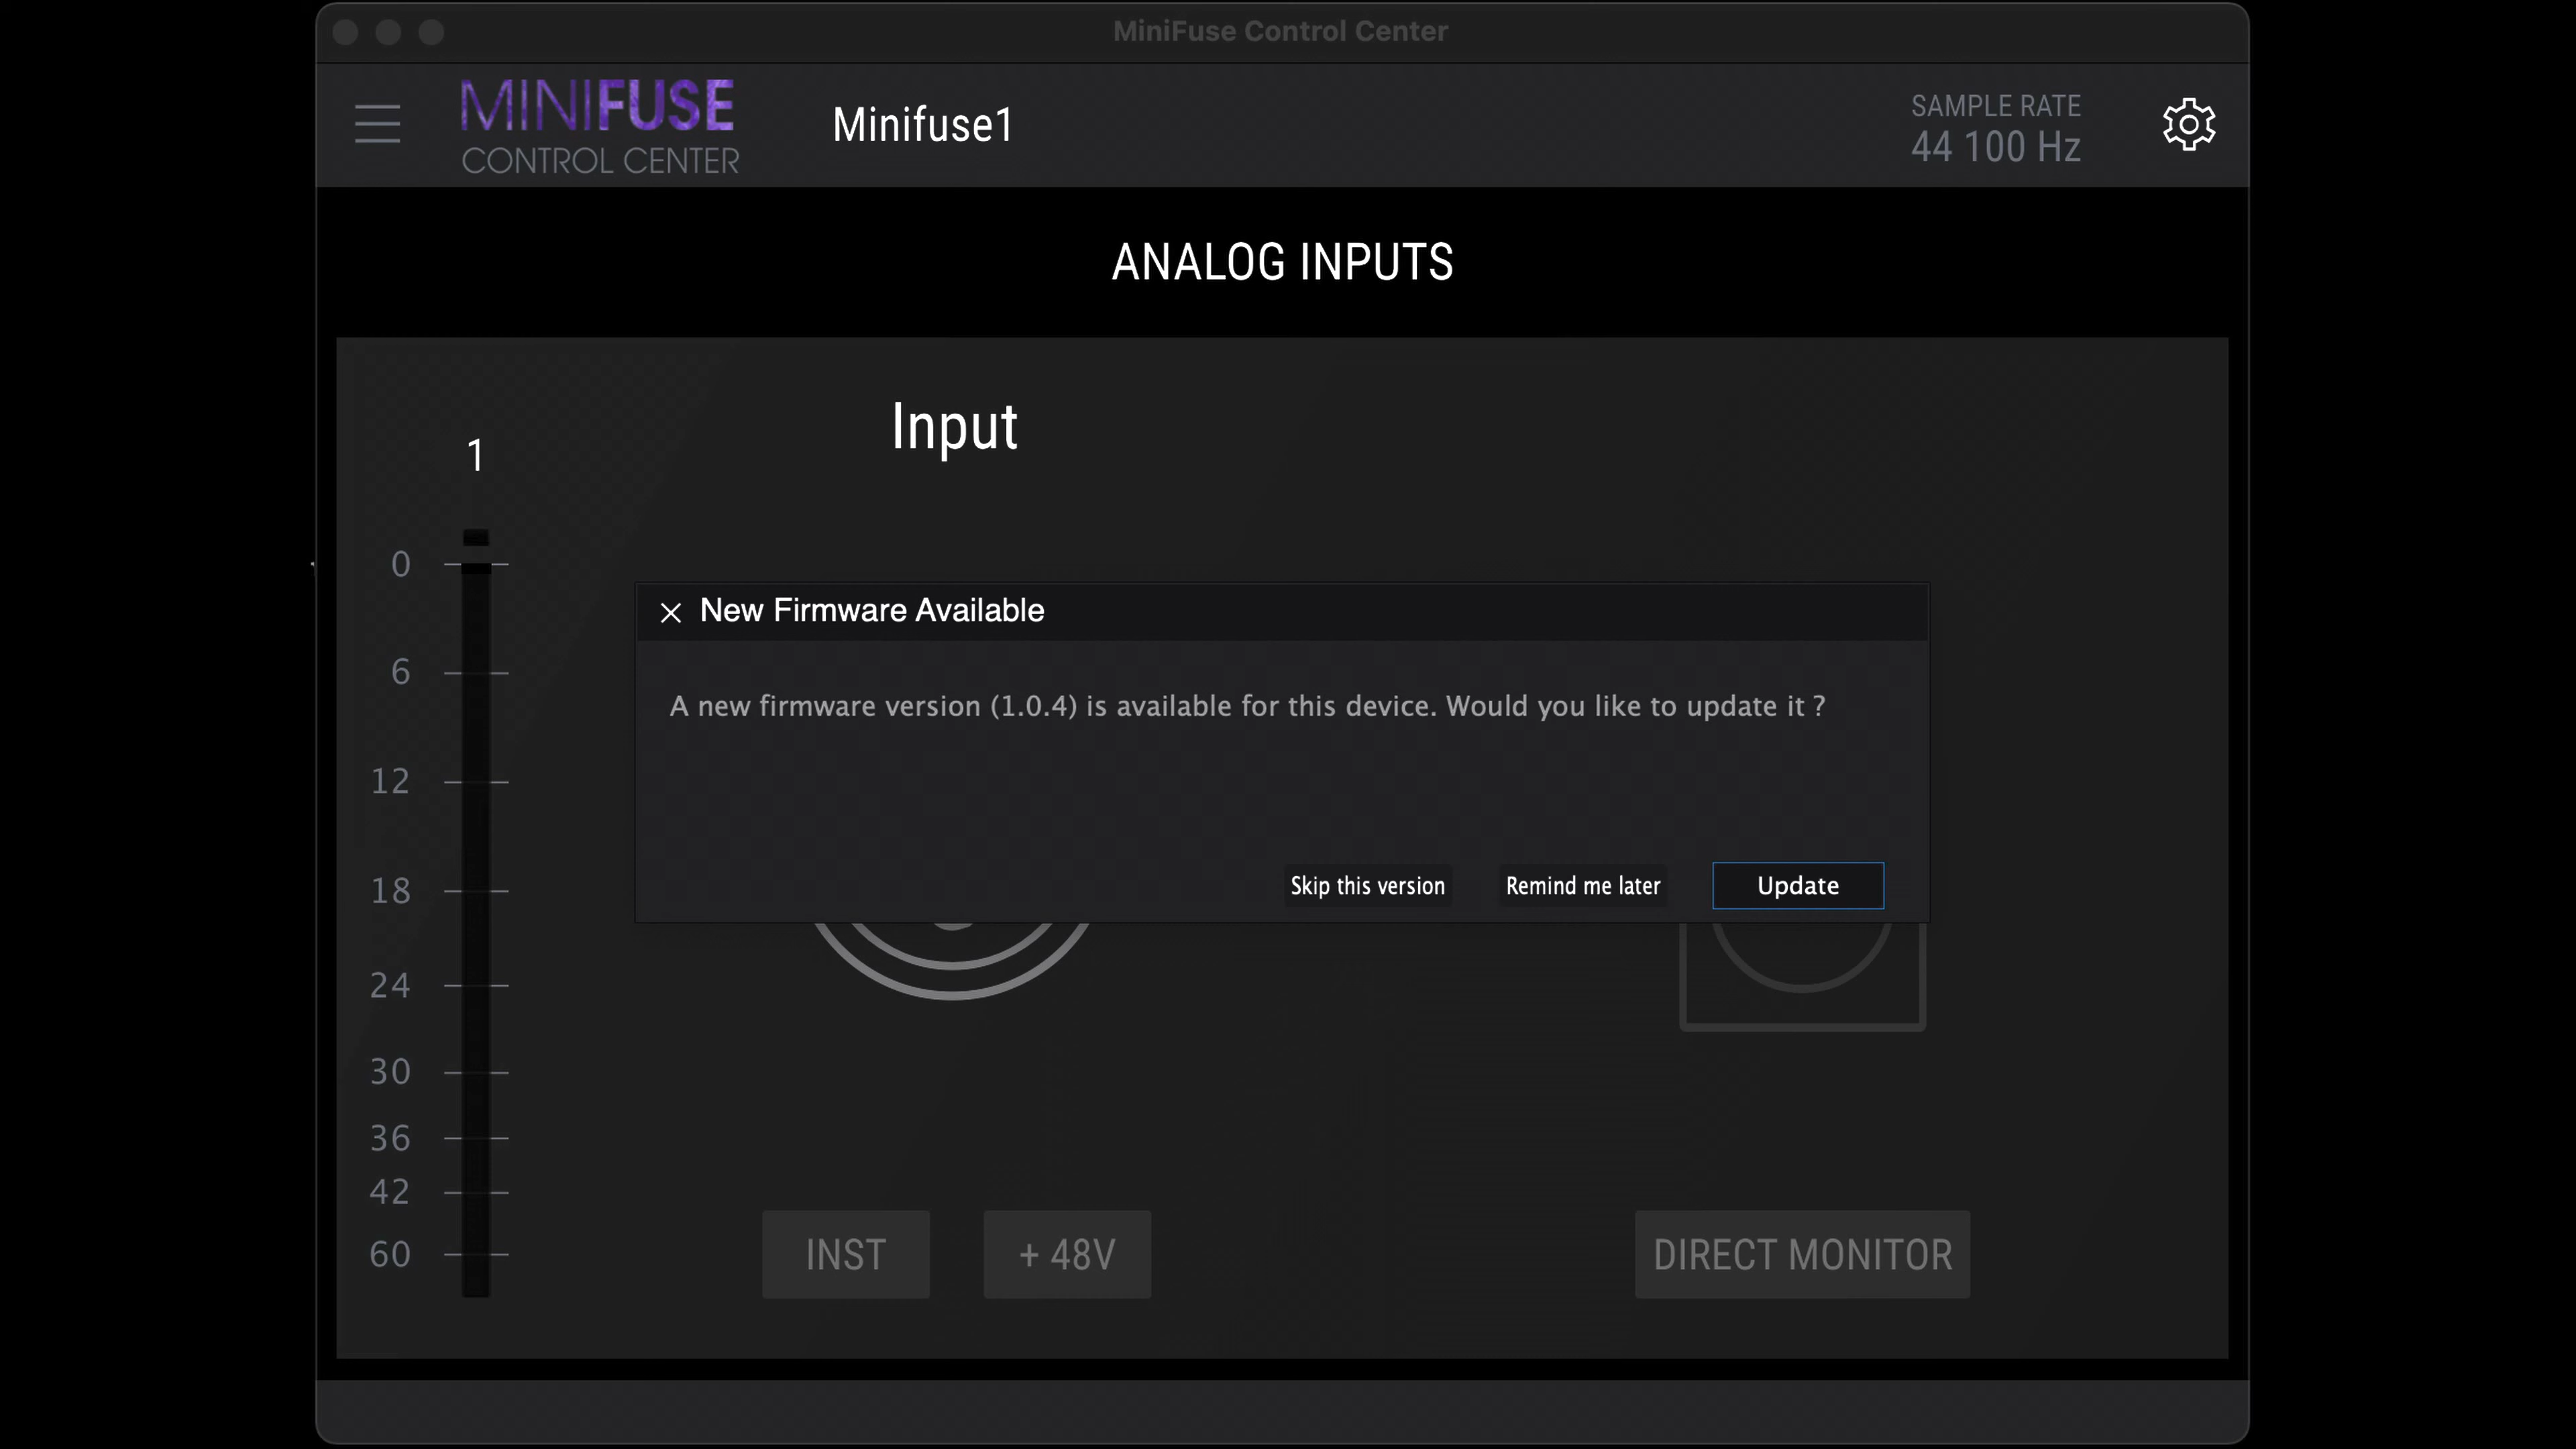 MiniFuse Control Center
MINIFUSE
CONTROL CENTER
Minifuse1
SAMPLE RATE
44 100 Hz
ANALOG INPUTS
Input
1
0
6
12
18
24
30
36
42
60
New Firmware Available
A new firmware version (1.0.4) is available for this device. Would you like to update it ?
Skip this version
Remind me later
Update
INST
+ 48V
DIRECT MONITOR